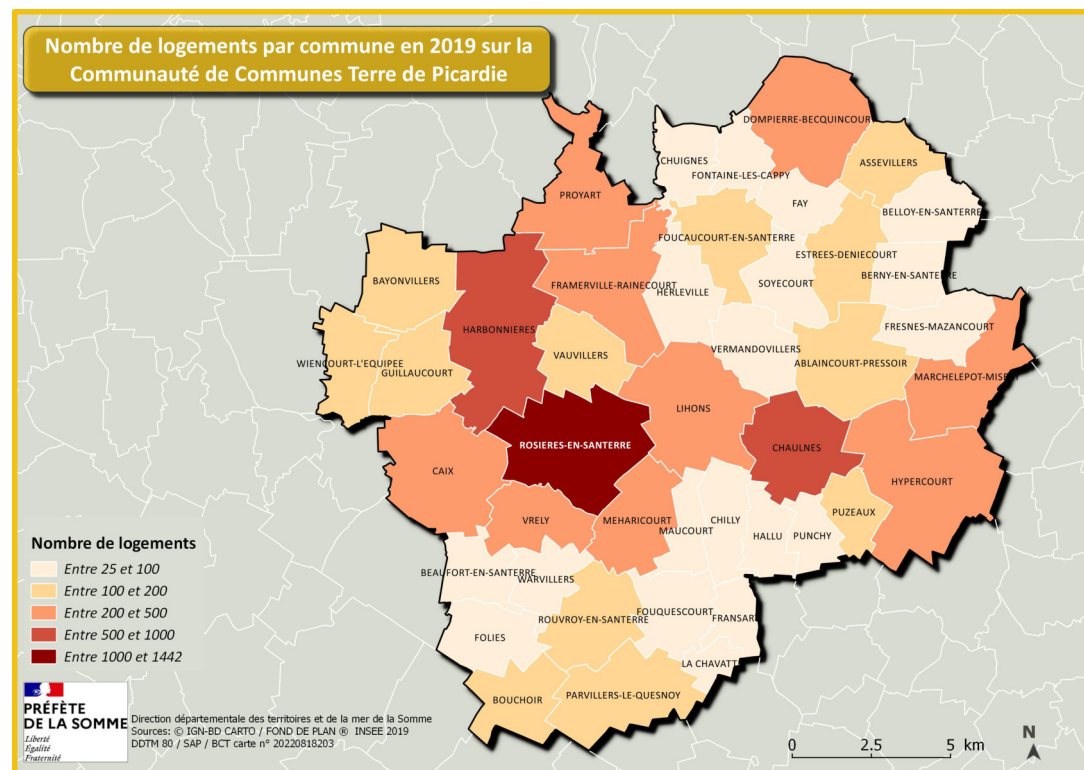 Nombre de logements par commune en 2019 sur la
Communauté de Communes Terre de Picardie
DOMPIERRE-BECQUINCOURT
CHUIGNES
ASSEVILLERS
FONTAINE-LES-CAPPY
PROYART
FAY
BELLOY-EN-SANTERRE
FOUCAUCOURT-EN-SANTERRE
ESTREES-DENIECOURT
BERNY-EN-SANTERRE
BAYONVILLERS
FRAMERVILLE-RAINECOURT
SOYECOURT
HERLEVILLE
FRESNES-MAZANCOURT
HARBONNIERES
VERMANDOVILLERS
VAUVILLERS
WIENCOURT-L'EQUIPEE
ABLAINCOURT-PRESSOIR
GUILLAUCOURT
MARCHELEPOT-MISERY
LIHONS
ROSIERES-EN-SANTERRE
CHAULNES
CAIX
HYPERCOURT
PUZEAUX
VRELY
MEHARICOURT
CHILLY
MAUCOURT
HALLU
PUNCHY
BEAUFORT-EN-SANTERRE
WARVILLERS
FOUQUESCOURT
ROUVROY-EN-SANTERRE
FRANSART
FOLIES
LA CHAVATTE
BOUCHOIR
PARVILLERS-LE-QUESNOY
Nombre de logements
Entre 25 et 100
Entre 100 et 200
Entre 200 et 500
Entre 500 et 1000
Entre 1000 et 1442
PRÉFÈTE
DE LA SOMME
Liberté
Égalité
Fraternité
Direction départementale des territoires et de la mer de la Somme
Sources: © IGN-BD CARTO / FOND DE PLAN ® INSEE 2019
DDTM 80 / SAP / BCT carte n° 20220818203
0 2,5 5 km
N